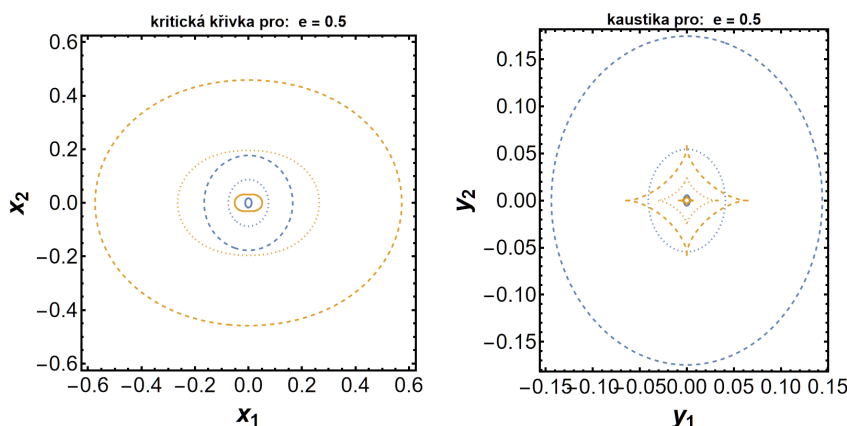 kritická křivka pro: e = 0.5
0.6
0.4
0.2
0.0
−0.2
−0.4
−0.6
x2
−0.6 −0.4 −0.2 0.0 0.2 0.4 0.6
x1
kaustika pro: e = 0.5
0.15
0.10
0.05
0.00
−0.05
−0.10
−0.15
y2
−0.15 −0.10 −0.05 0.00 0.05 0.10 0.15
y1